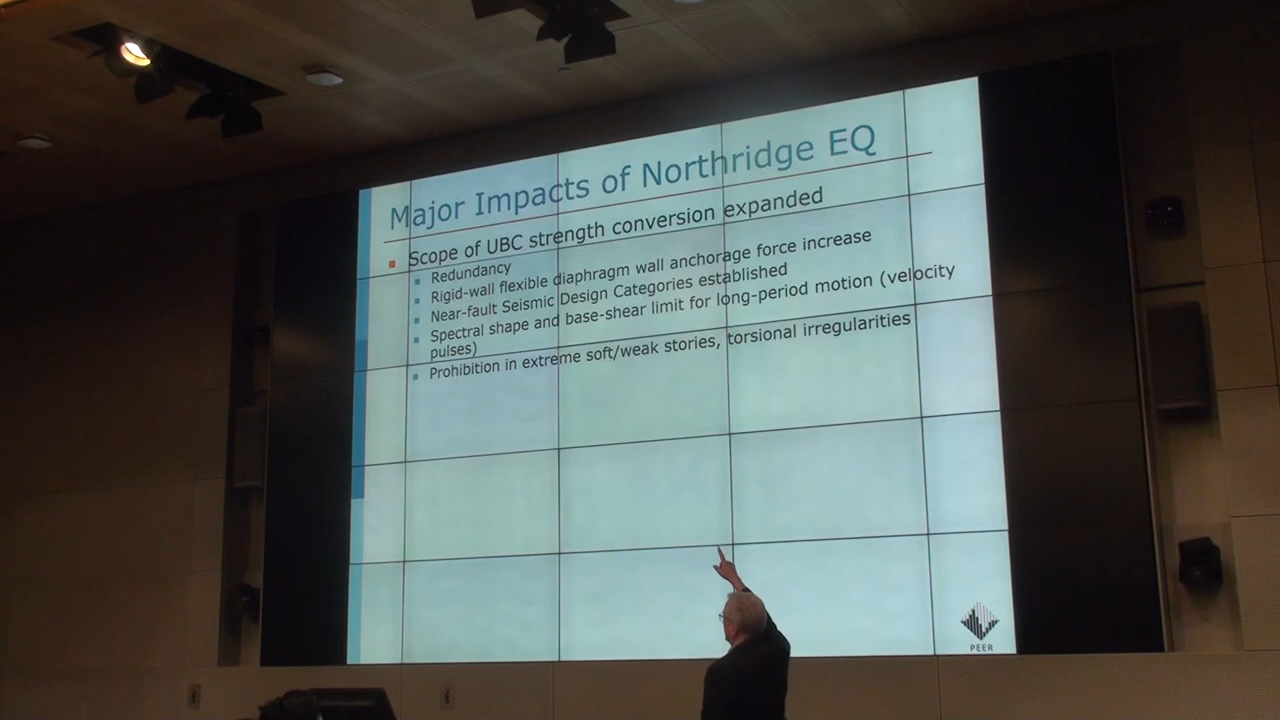 Major Impacts of Northridge EQ
Scope of UBC strength conversion expanded
Redundancy
Rigid-wall flexible diaphragm wall anchorage force increase
Near-fault Seismic Design Categories established
Spectral shape and base-shear limit for long-period motion (velocity
pulses)
Prohibition in extreme soft/weak stories, torsional irregularities
PEER